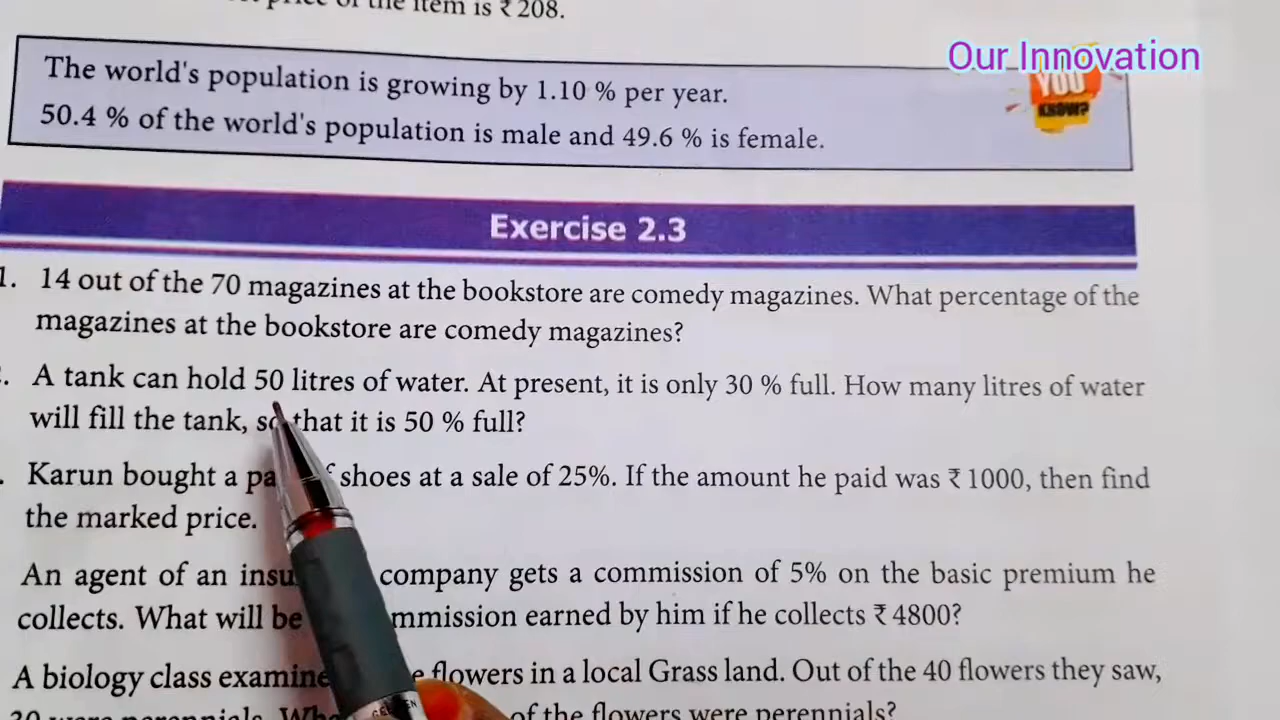 of the item is ₹ 208.
Our Innovation
The world's population is growing by 1.10 % per year.
YOU
KNOW?
50.4 % of the world's population is male and 49.6 % is female.
Exercise 2.3
1. 14 out of the 70 magazines at the bookstore are comedy magazines. What percentage of the
magazines at the bookstore are comedy magazines?
. A tank can hold 50 litres of water. At present, it is only 30 % full. How many litres of water
will fill the tank, so that it is 50 % full?
. Karun bought a pa f shoes at a sale of 25%. If the amount he paid was ₹ 1000, then find
the marked price.
An agent of an insu company gets a commission of 5% on the basic premium he
collects. What will be mmission earned by him if he collects ₹ 4800?
A biology class examine e flowers in a local Grass land. Out of the 40 flowers they saw,
30 were perennials. of the flowers were perennials?